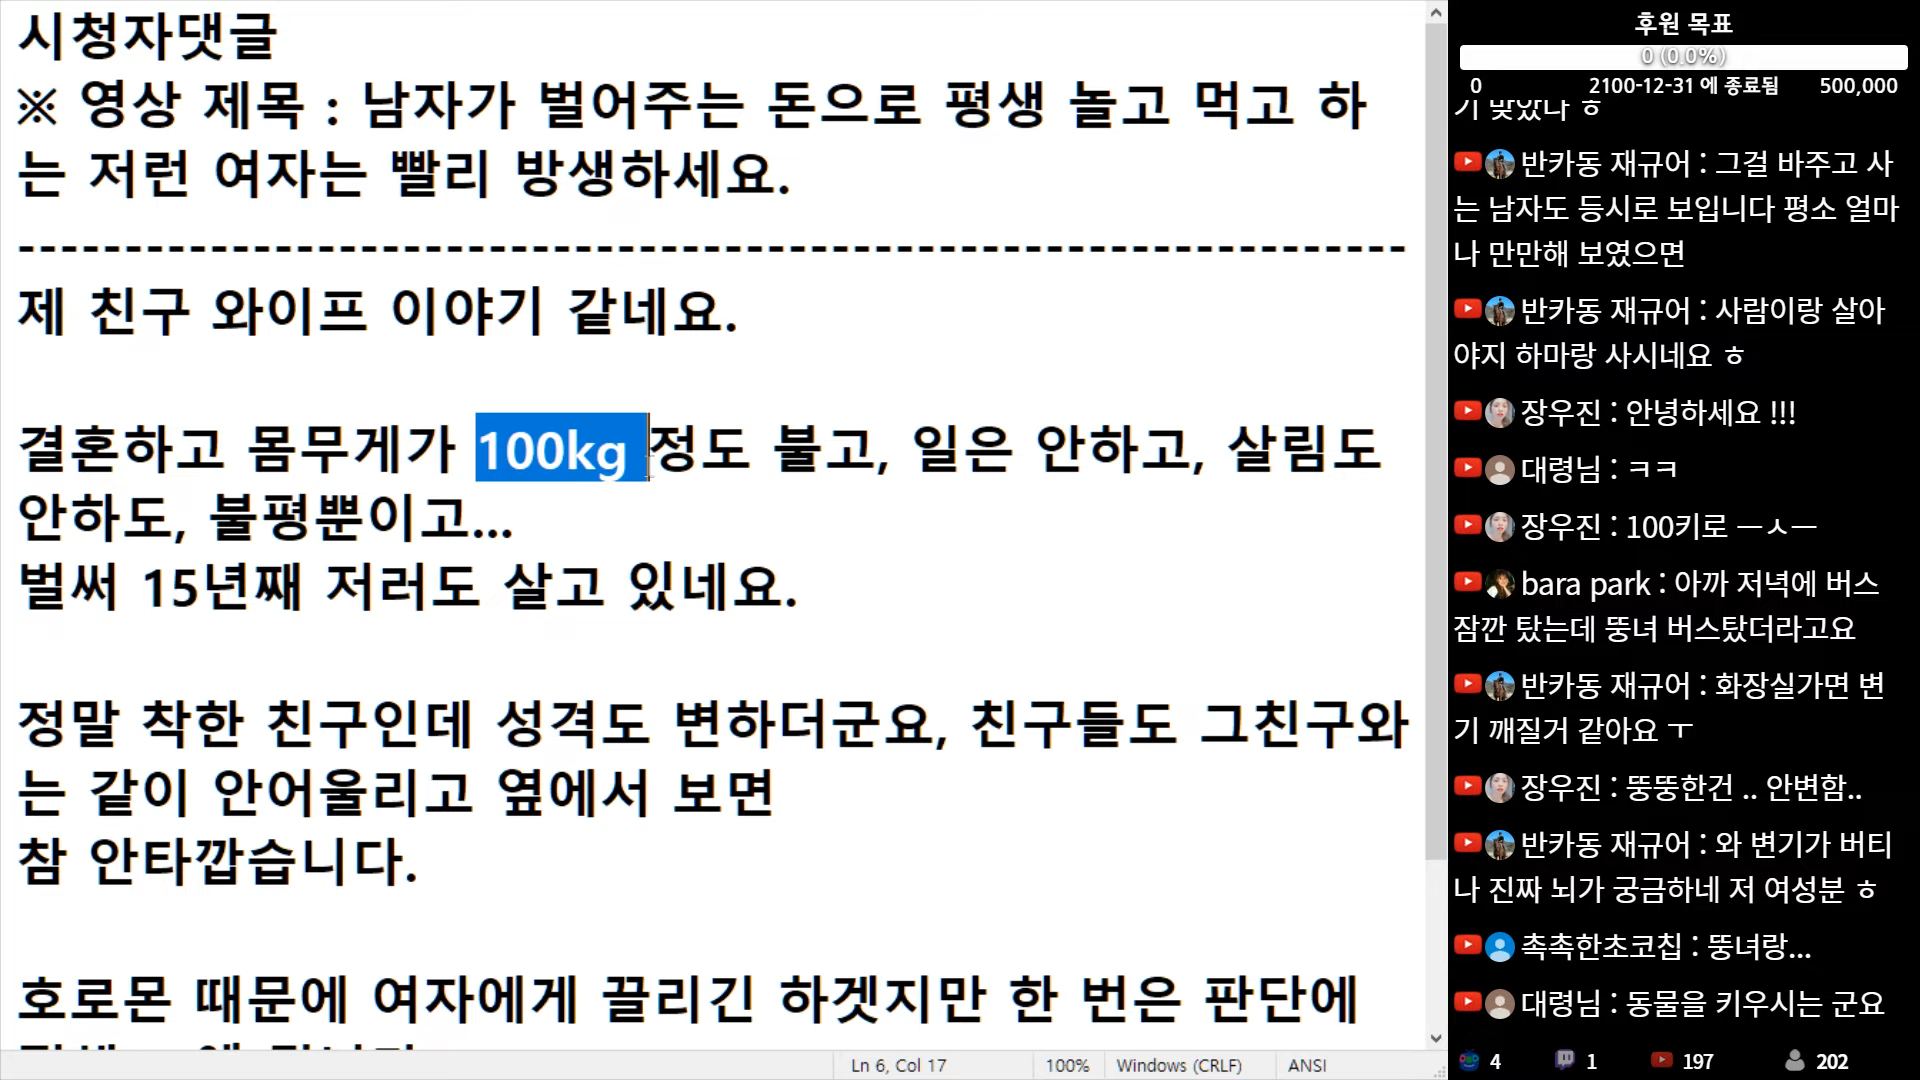 시청자댓글
※ 영상 제목 : 남자가 벌어주는 돈으로 평생 놀고 먹고 하
는 저런 여자는 빨리 방생하세요.
------------------------------------------------------------------
제 친구 와이프 이야기 같네요.
결혼하고 몸무게가 100kg 정도 불고, 일은 안하고, 살림도
안하도, 불평뿐이고...
벌써 15년째 저러도 살고 있네요.
정말 착한 친구인데 성격도 변하더군요, 친구들도 그친구와
는 같이 안어울리고 옆에서 보면
참 안타깝습니다.
호로몬 때문에 여자에게 끌리긴 하겟지만 한 번은 판단에
Ln 6, Col 17
100%
Windows (CRLF)
ANSI
후원 목표
0 (0.0%)
0 2100-12-31 에 종료됨 500,000
기 맞았나 ㅎ
반카동 재규어 : 그걸 바주고 사
는 남자도 등시로 보입니다 평소 얼마
나 만만해 보였으면
반카동 재규어 : 사람이랑 살아
야지 하마랑 사시네요 ㅎ
장우진 : 안녕하세요 !!!
대령님 : ㅋㅋ
장우진 : 100키로 ㅡㅅㅡ
bara park : 아까 저녁에 버스
잠깐 탔는데 뚱녀 버스탔더라고요
반카동 재규어 : 화장실가면 변
기 깨질거 같아요 ㅜ
장우진 : 뚱뚱한건 .. 안변함..
반카동 재규어 : 와 변기가 버티
나 진짜 뇌가 궁금하네 저 여성분 ㅎ
촉촉한초코칩 : 뚱녀랑...
대령님 : 동물을 키우시는 군요
4 1 197 202